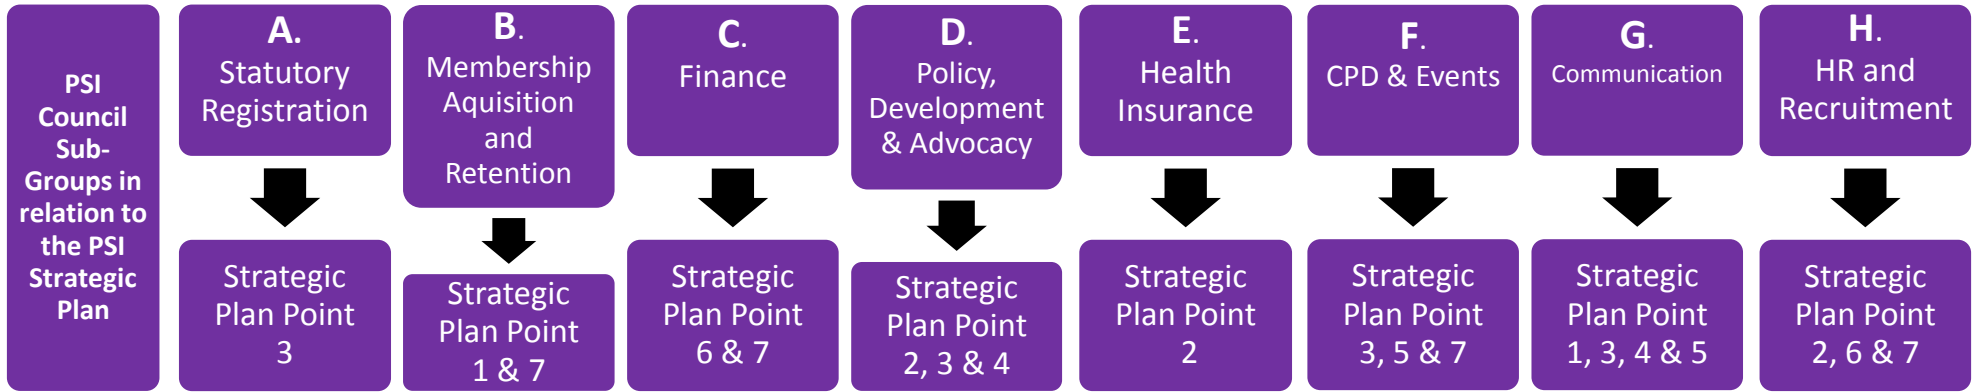 PSI
Council
Sub-
Groups in
relation to
the PSI
Strategic
Plan
A.
Statutory
Registration
Strategic
Plan Point
3
B.
Membership
Aquisition
and
Retention
Strategic
Plan Point
1 & 7
C.
Finance
Strategic
Plan Point
6 & 7
D.
Policy,
Development
& Advocacy
Strategic
Plan Point
2, 3 & 4
E.
Health
Insurance
Strategic
Plan Point
2
F.
CPD & Events
Strategic
Plan Point
3, 5 & 7
G.
Communication
Strategic
Plan Point
1, 3, 4 & 5
H.
HR and
Recruitment
Strategic
Plan Point
2, 6 & 7